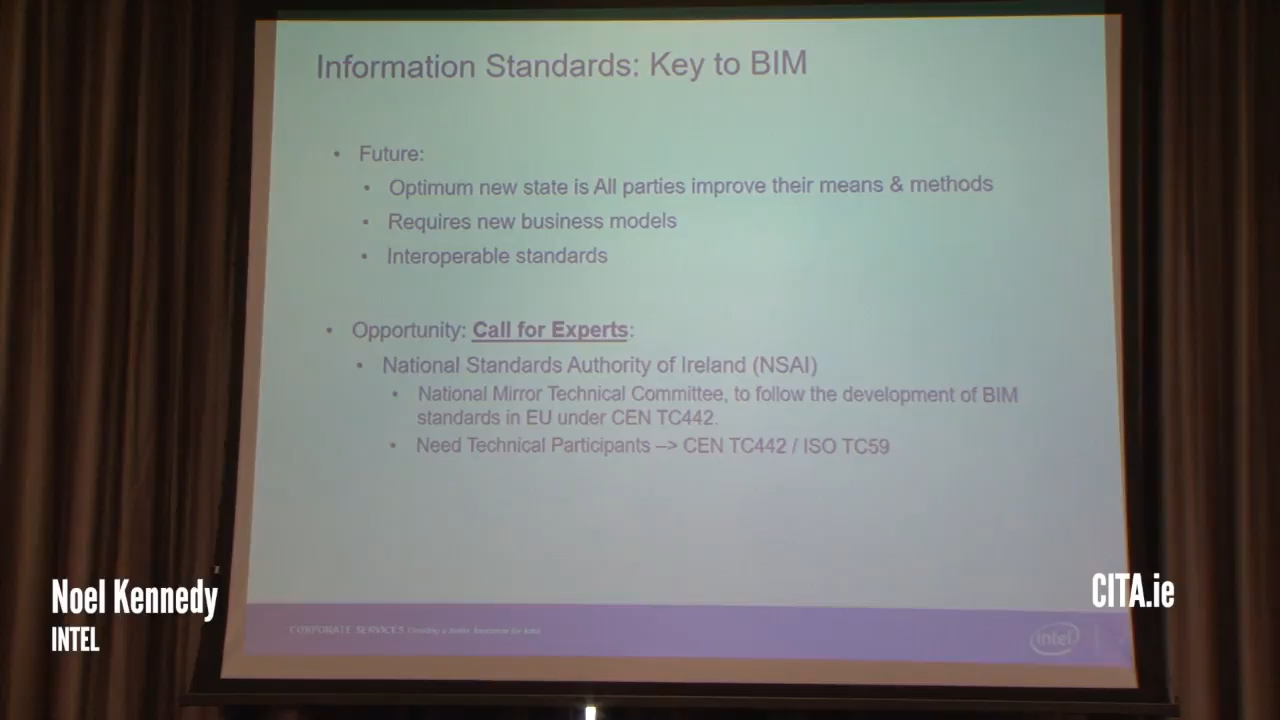 Information Standards: Key to BIM
• Future:
• Optimum new state is All parties improve their means & methods
• Requires new business models
• Interoperable standards
• Opportunity: Call for Experts:
• National Standards Authority of Ireland (NSAI)
• National Mirror Technical Committee, to follow the development of BIM
standards in EU under CEN TC442.
• Need Technical Participants --> CEN TC442 / ISO TC59
Noel Kennedy
INTEL
CITA.ie
CORPORATE SERVICES
intel